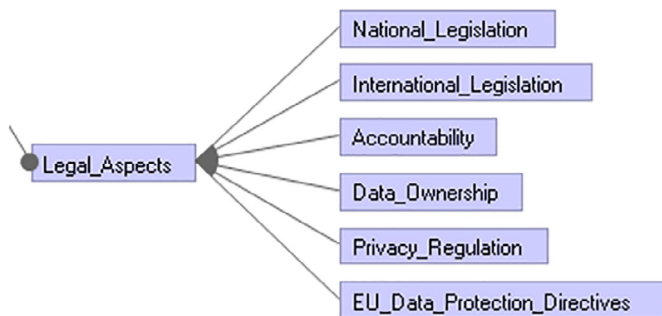 National_Legislation
International_Legislation
Accountability
Legal_Aspects
Data_Ownership
Privacy_Regulation
EU_Data_Protection_Directives